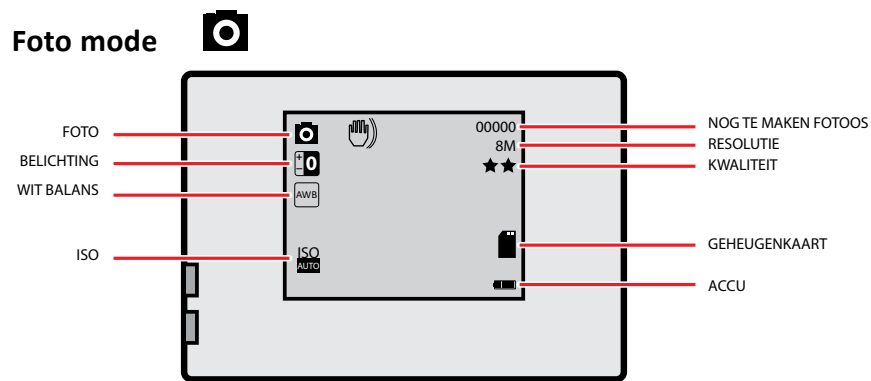 Foto mode
FOTO
BELICHTING
WIT BALANS
ISO
00000
8M
+
0
−
AWB
ISO
AUTO
NOG TE MAKEN FOTOOS
RESOLUTIE
KWALITEIT
GEHEUGENKAART
ACCU